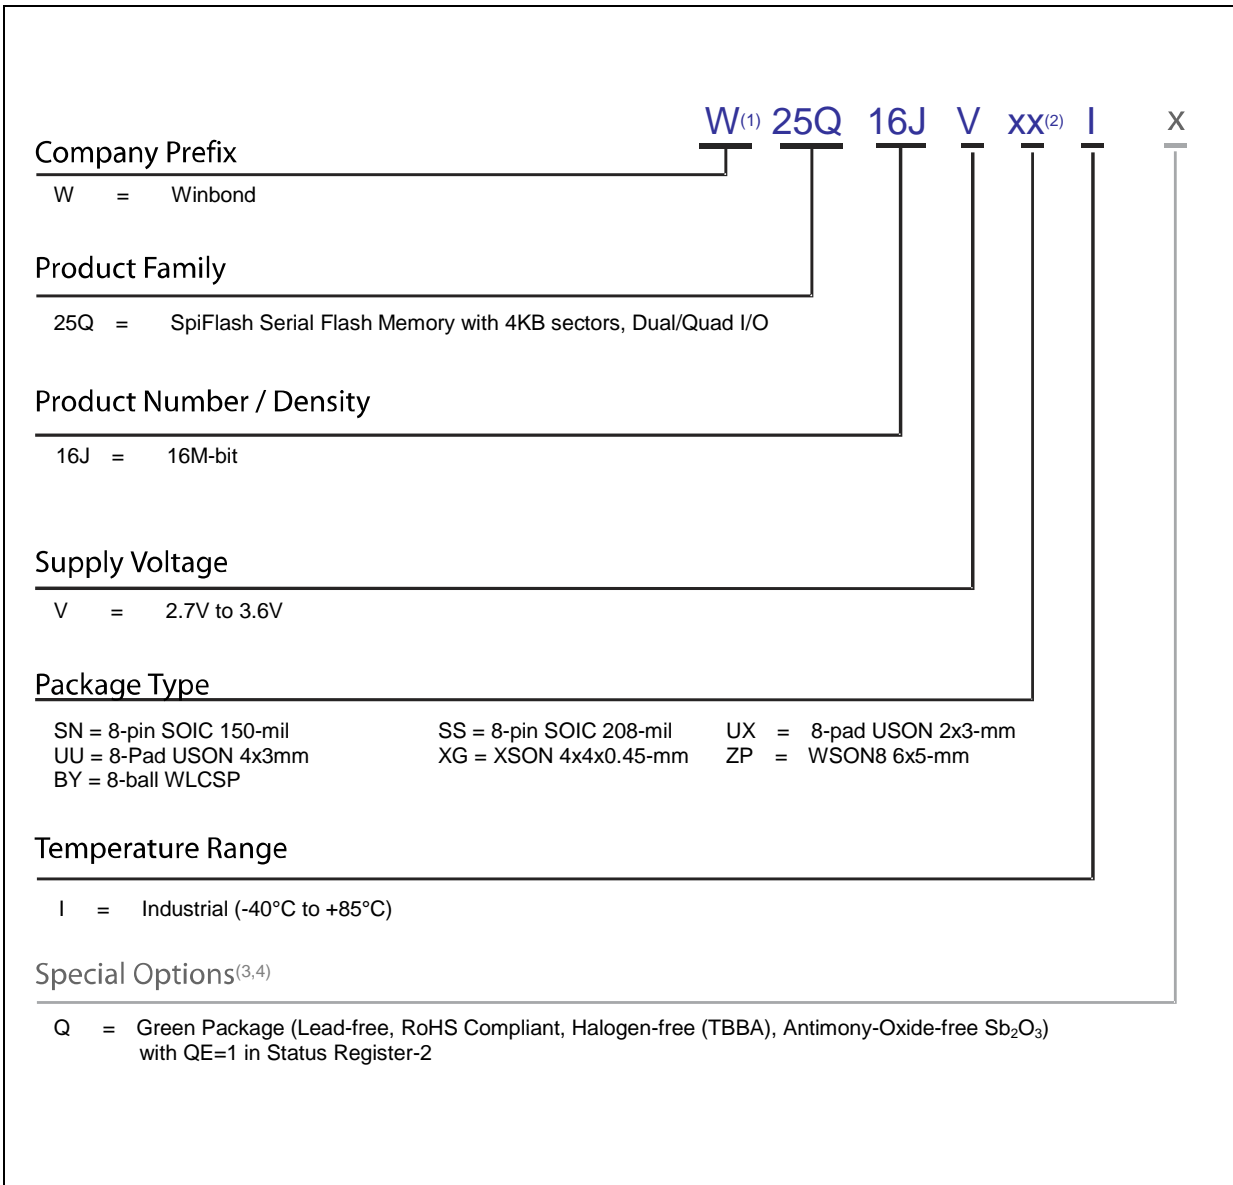 W(1) 25Q 16J V xx(2) I x
Company Prefix
W = Winbond
Product Family
25Q = SpiFlash Serial Flash Memory with 4KB sectors, Dual/Quad I/O
Product Number / Density
16J = 16M-bit
Supply Voltage
V = 2.7V to 3.6V
Package Type
SN = 8-pin SOIC 150-mil SS = 8-pin SOIC 208-mil UX = 8-pad USON 2x3-mm
UU = 8-Pad USON 4x3mm XG = XSON 4x4x0.45-mm ZP = WSON8 6x5-mm
BY = 8-ball WLCSP
Temperature Range
I = Industrial (-40°C to +85°C)
Special Options(3,4)
Q = Green Package (Lead-free, RoHS Compliant, Halogen-free (TBBA), Antimony-Oxide-free Sb₂O₃)
with QE=1 in Status Register-2